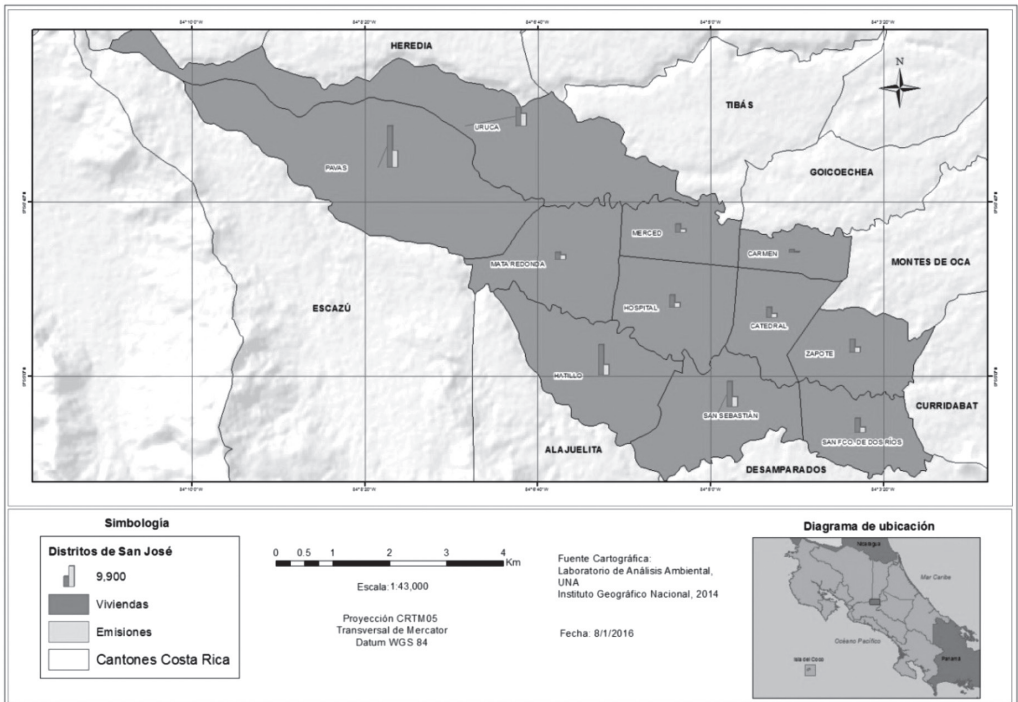 HEREDIA
TIBÁS
N
URUCA
PAVAS
GOICOECHEA
MERCED
CARMEN
MATA REDONDA
MONTES DE OCA
ESCAZÚ
HOSPITAL
CATEDRAL
ZAPOTE
HATILLO
SAN SEBASTIÁN
CURRIDABAT
SAN FCO. DE DOS RÍOS
ALAJUELITA
DESAMPARADOS
Simbología
Distritos de San José
9,900
Viviendas
Emisiones
Cantones Costa Rica
0 0.5 1 2 3 4
Km
Escala: 1:43,000
Proyección CRTM05
Transversal de Mercator
Datum WGS 84
Fuente Cartográfica:
Laboratorio de Análisis Ambiental,
UNA
Instituto Geográfico Nacional, 2014
Fecha: 8/1/2016
Diagrama de ubicación
Nicaragua
Mar Caribe
Océano Pacífico
Isla del Coco
Panamá